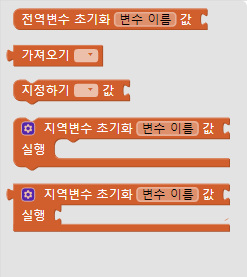 전역변수 초기화 변수 이름 값
가져오기
지정하기 값
지역변수 초기화 변수 이름 값
실행
지역변수 초기화 변수 이름 값
실행